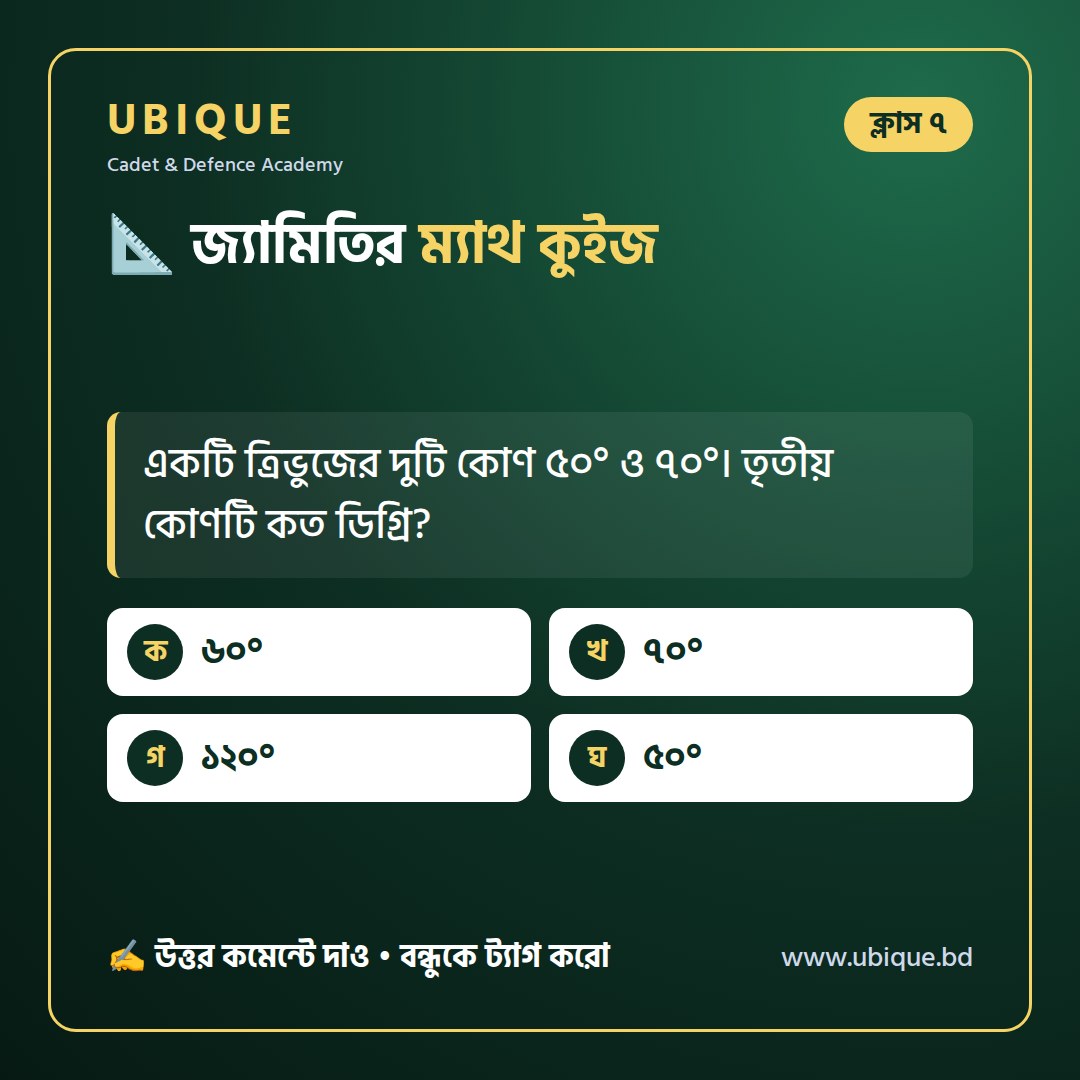 UBIQUE
Cadet & Defence Academy
ক্লাস ৭
📐 জ্যামিতির ম্যাথ কুইজ
একটি ত্রিভুজের দুটি কোণ ৫০° ও ৭০°। তৃতীয়
কোণটি কত ডিগ্রি?
ক ৬০°
খ ৭০°
গ ১২০°
ঘ ৫০°
✍️ উত্তর কমেন্টে দাও • বন্ধুকে ট্যাগ করো
www.ubique.bd